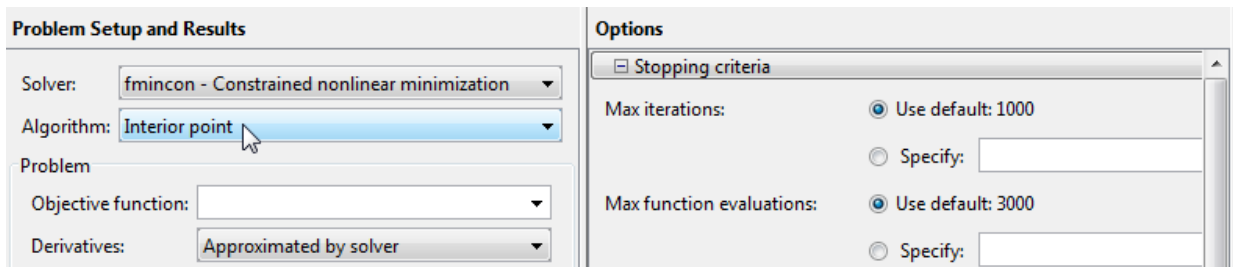 Problem Setup and Results
Solver: fmincon - Constrained nonlinear minimization
Algorithm: Interior point
Problem
Objective function:
Derivatives: Approximated by solver
Options
Stopping criteria
Max iterations: Use default: 1000
Specify:
Max function evaluations: Use default: 3000
Specify: